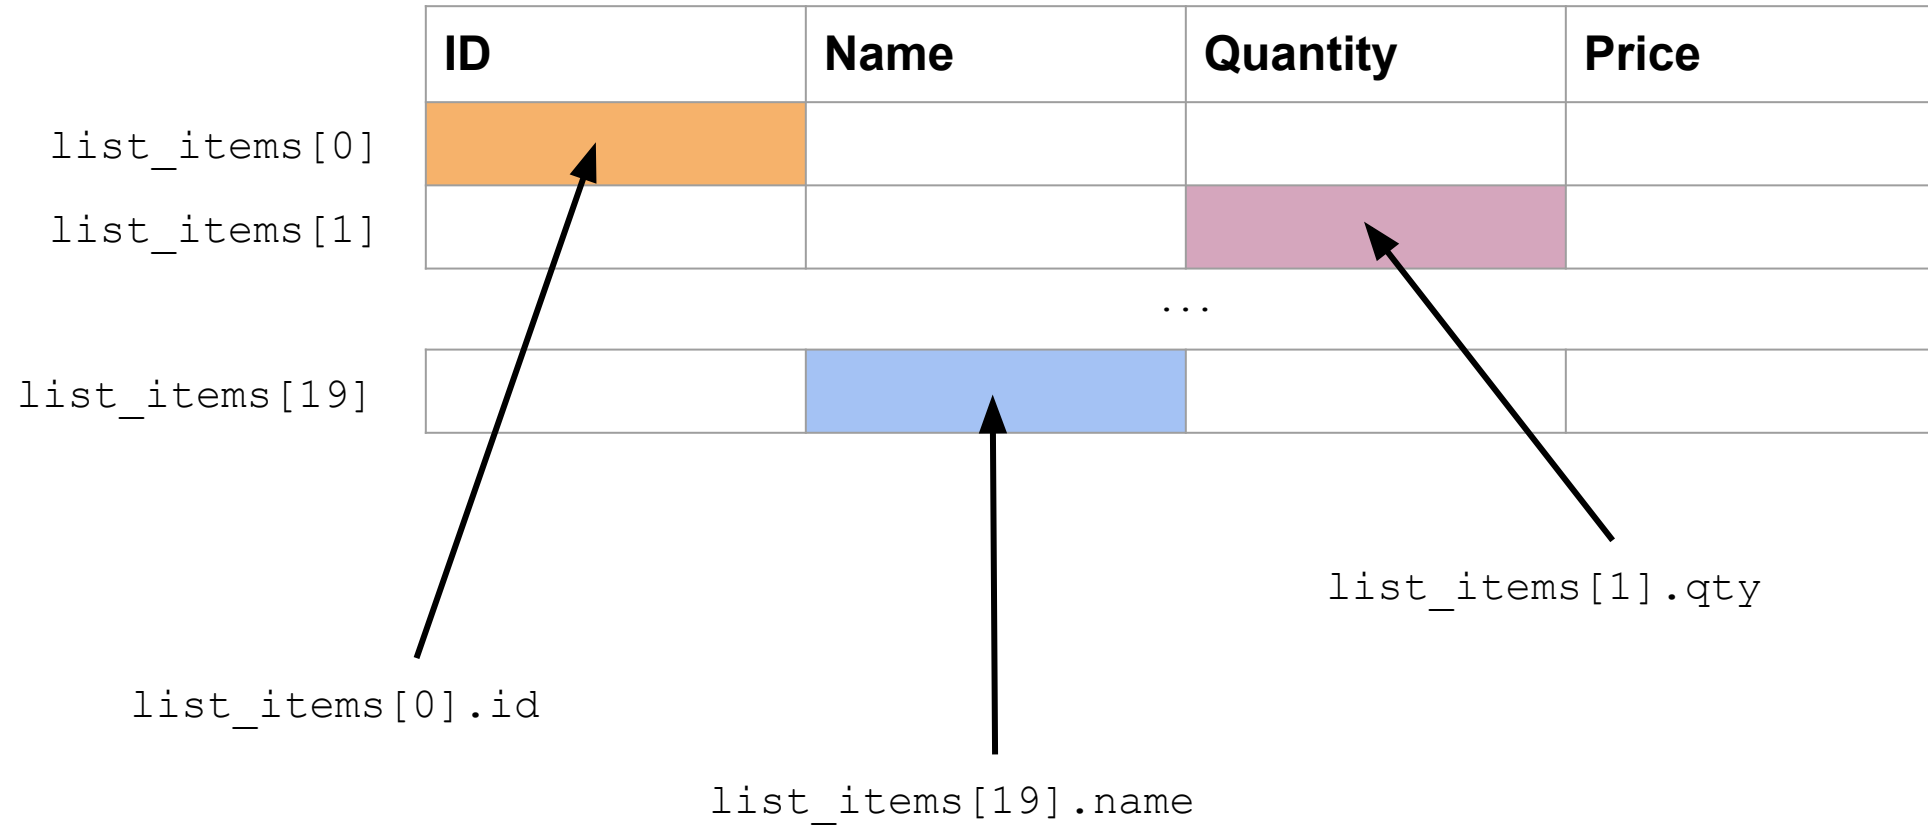 ID Name Quantity Price
list_items[0]
list_items[1]
...
list_items[19]
list_items[1].qty
list_items[0].id
list_items[19].name